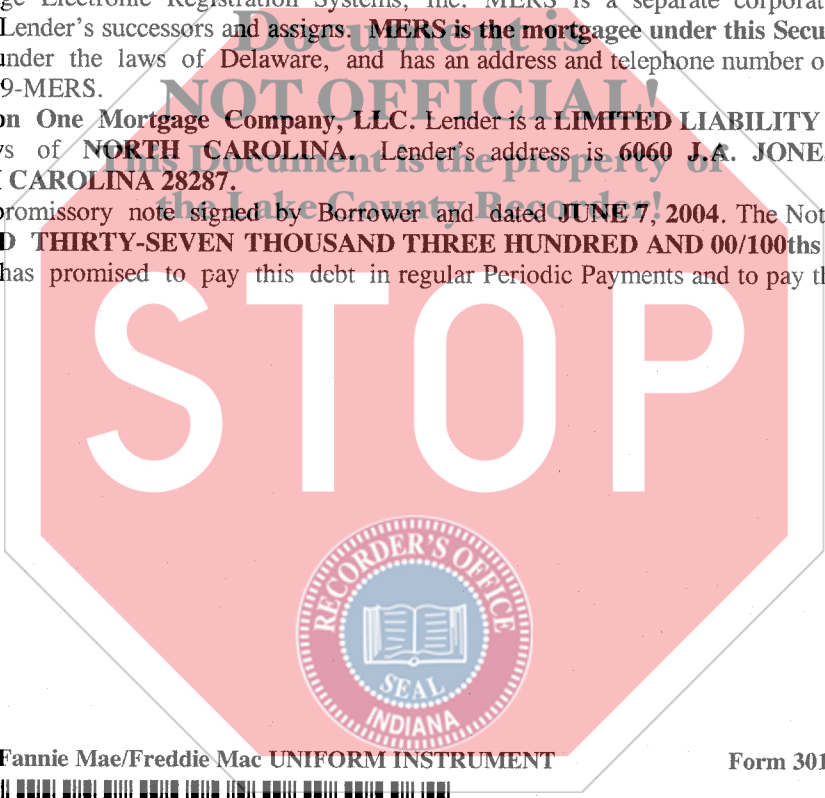 ge Electronic Registration Systems, Inc. MERS is a separate corporat
Lender's successors and assigns. MERS is the mortgagee under this Secu
under the laws of Delaware, and has an address and telephone number o
9-MERS.
on One Mortgage Company, LLC. Lender is a LIMITED LIABILITY
vs of NORTH CAROLINA. Lender's address is 6060 J.A. JONE
CAROLINA 28287.
promissory note signed by Borrower and dated JUNE 7, 2004. The Not
D THIRTY-SEVEN THOUSAND THREE HUNDRED AND 00/100ths
has promised to pay this debt in regular Periodic Payments and to pay th
Document is
NOT OFFICIAL!
This Document is the property of
the Lake County Recorder!
STOP
RECORDER'S OFFICE
SEAL
INDIANA
Fannie Mae/Freddie Mac UNIFORM INSTRUMENT
Form 301